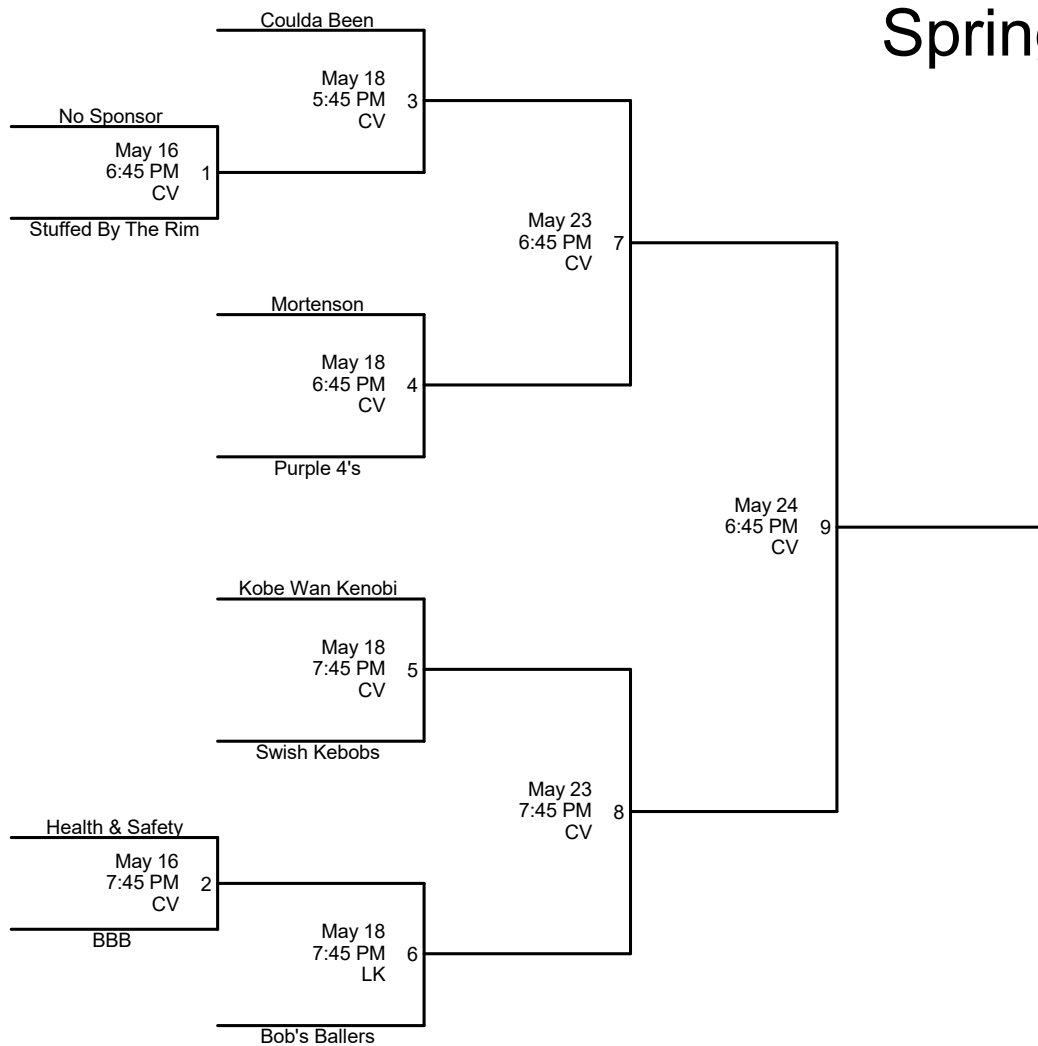 Spring
Coulda Been
May 18
5:45 PM
CV
3
No Sponsor
May 16
6:45 PM
CV
1
Stuffed By The Rim
May 23
6:45 PM
CV
7
Mortenson
May 18
6:45 PM
CV
4
Purple 4's
May 24
6:45 PM
CV
9
Kobe Wan Kenobi
May 18
7:45 PM
CV
5
Swish Kebobs
May 23
7:45 PM
CV
8
Health & Safety
May 16
7:45 PM
CV
2
BBB
May 18
7:45 PM
LK
6
Bob's Ballers